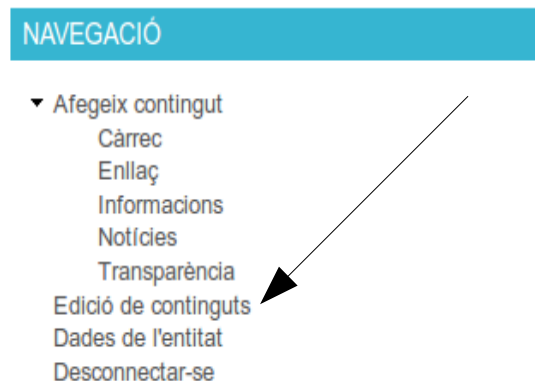 NAVEGACIÓ
Afegeix contingut
Càrrec
Enllaç
Informacions
Notícies
Transparència
Edició de continguts
Dades de l'entitat
Desconnectar-se